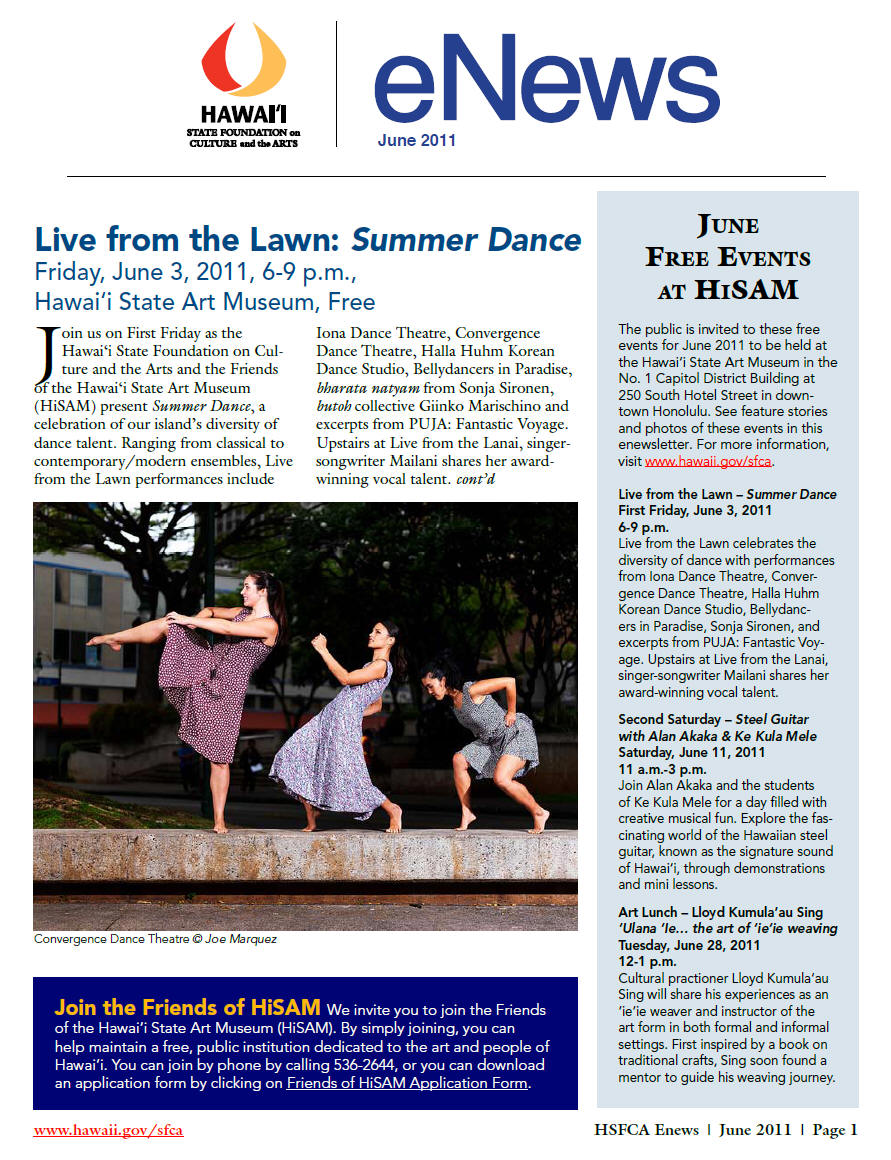 HAWAI‘I
STATE FOUNDATION on
CULTURE and the ARTS
eNews
June 2011
Live from the Lawn: Summer Dance
Friday, June 3, 2011, 6-9 p.m.,
Hawai‘i State Art Museum, Free
Join us on First Friday as the
Hawai‘i State Foundation on Cul-
ture and the Arts and the Friends
of the Hawai‘i State Art Museum
(HiSAM) present Summer Dance, a
celebration of our island’s diversity of
dance talent. Ranging from classical to
contemporary/modern ensembles, Live
from the Lawn performances include
Iona Dance Theatre, Convergence
Dance Theatre, Halla Huhm Korean
Dance Studio, Bellydancers in Paradise,
bharata natyam from Sonja Sironen,
butoh collective Giinko Marischino and
excerpts from PUJA: Fantastic Voyage.
Upstairs at Live from the Lanai, singer-
songwriter Mailani shares her award-
winning vocal talent. cont’d
Convergence Dance Theatre © Joe Marquez
Join the Friends of HiSAM We invite you to join the Friends
of the Hawai‘i State Art Museum (HiSAM). By simply joining, you can
help maintain a free, public institution dedicated to the art and people of
Hawai‘i. You can join by phone by calling 536-2644, or you can download
an application form by clicking on Friends of HiSAM Application Form.
June
Free Events
at HiSAM
The public is invited to these free
events for June 2011 to be held at
the Hawai‘i State Art Museum in the
No. 1 Capitol District Building at
250 South Hotel Street in down-
town Honolulu. See feature stories
and photos of these events in this
enewsletter. For more information,
visit www.hawaii.gov/sfca.
Live from the Lawn – Summer Dance
First Friday, June 3, 2011
6-9 p.m.
Live from the Lawn celebrates the
diversity of dance with performances
from Iona Dance Theatre, Conver-
gence Dance Theatre, Halla Huhm
Korean Dance Studio, Bellydanc-
ers in Paradise, Sonja Sironen, and
excerpts from PUJA: Fantastic Voy-
age. Upstairs at Live from the Lanai,
singer-songwriter Mailani shares her
award-winning vocal talent.
Second Saturday – Steel Guitar
with Alan Akaka & Ke Kula Mele
Saturday, June 11, 2011
11 a.m.-3 p.m.
Join Alan Akaka and the students
of Ke Kula Mele for a day filled with
creative musical fun. Explore the fas-
cinating world of the Hawaiian steel
guitar, known as the signature sound
of Hawai‘i, through demonstrations
and mini lessons.
Art Lunch – Lloyd Kumula’au Sing
‘Ulana ‘Ie... the art of ‘ie‘ie weaving
Tuesday, June 28, 2011
12-1 p.m.
Cultural practioner Lloyd Kumula’au
Sing will share his experiences as an
‘ie‘ie weaver and instructor of the
art form in both formal and informal
settings. First inspired by a book on
traditional crafts, Sing soon found a
mentor to guide his weaving journey.
www.hawaii.gov/sfca
HSFCA Enews | June 2011 | Page 1